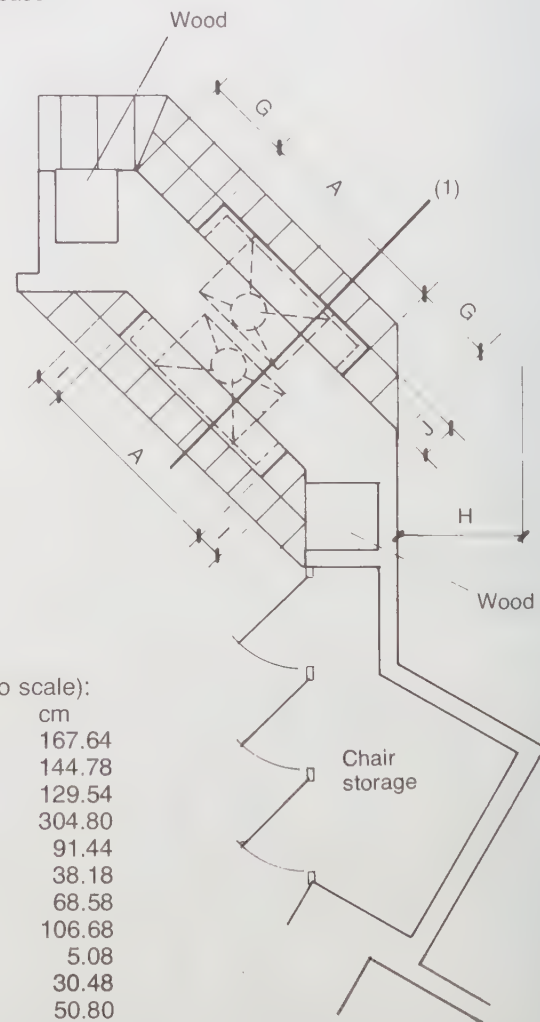 Wood
G
A
(1)
G
J
A
H
Wood
o scale):
cm
167.64
144.78
129.54
304.80
91.44
38.18
68.58
106.68
5.08
30.48
50.80
Chair
storage